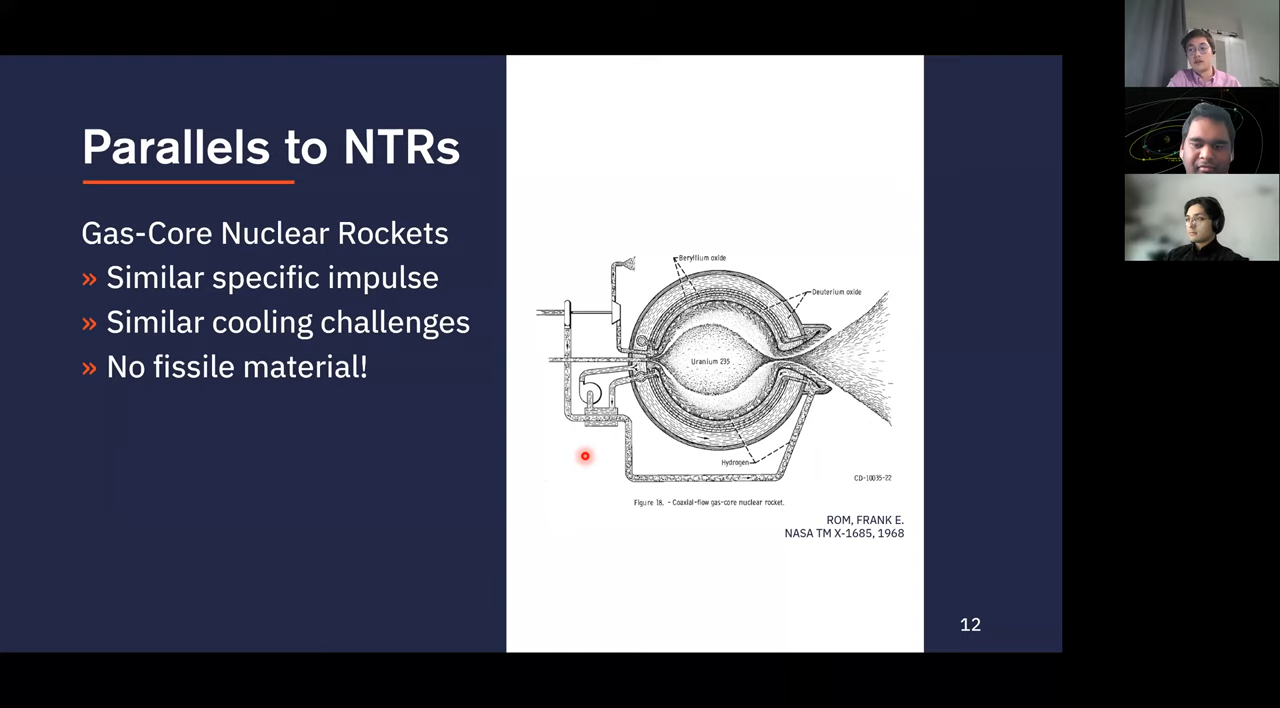 Parallels to NTRs
Gas-Core Nuclear Rockets
» Similar specific impulse
» Similar cooling challenges
» No fissile material!
Beryllium oxide
Deuterium oxide
Uranium 235
Hydrogen
CD-10035-22
Figure 18. - Coaxial-flow gas-core nuclear rocket.
ROM, FRANK E.
NASA TM X-1685, 1968
12